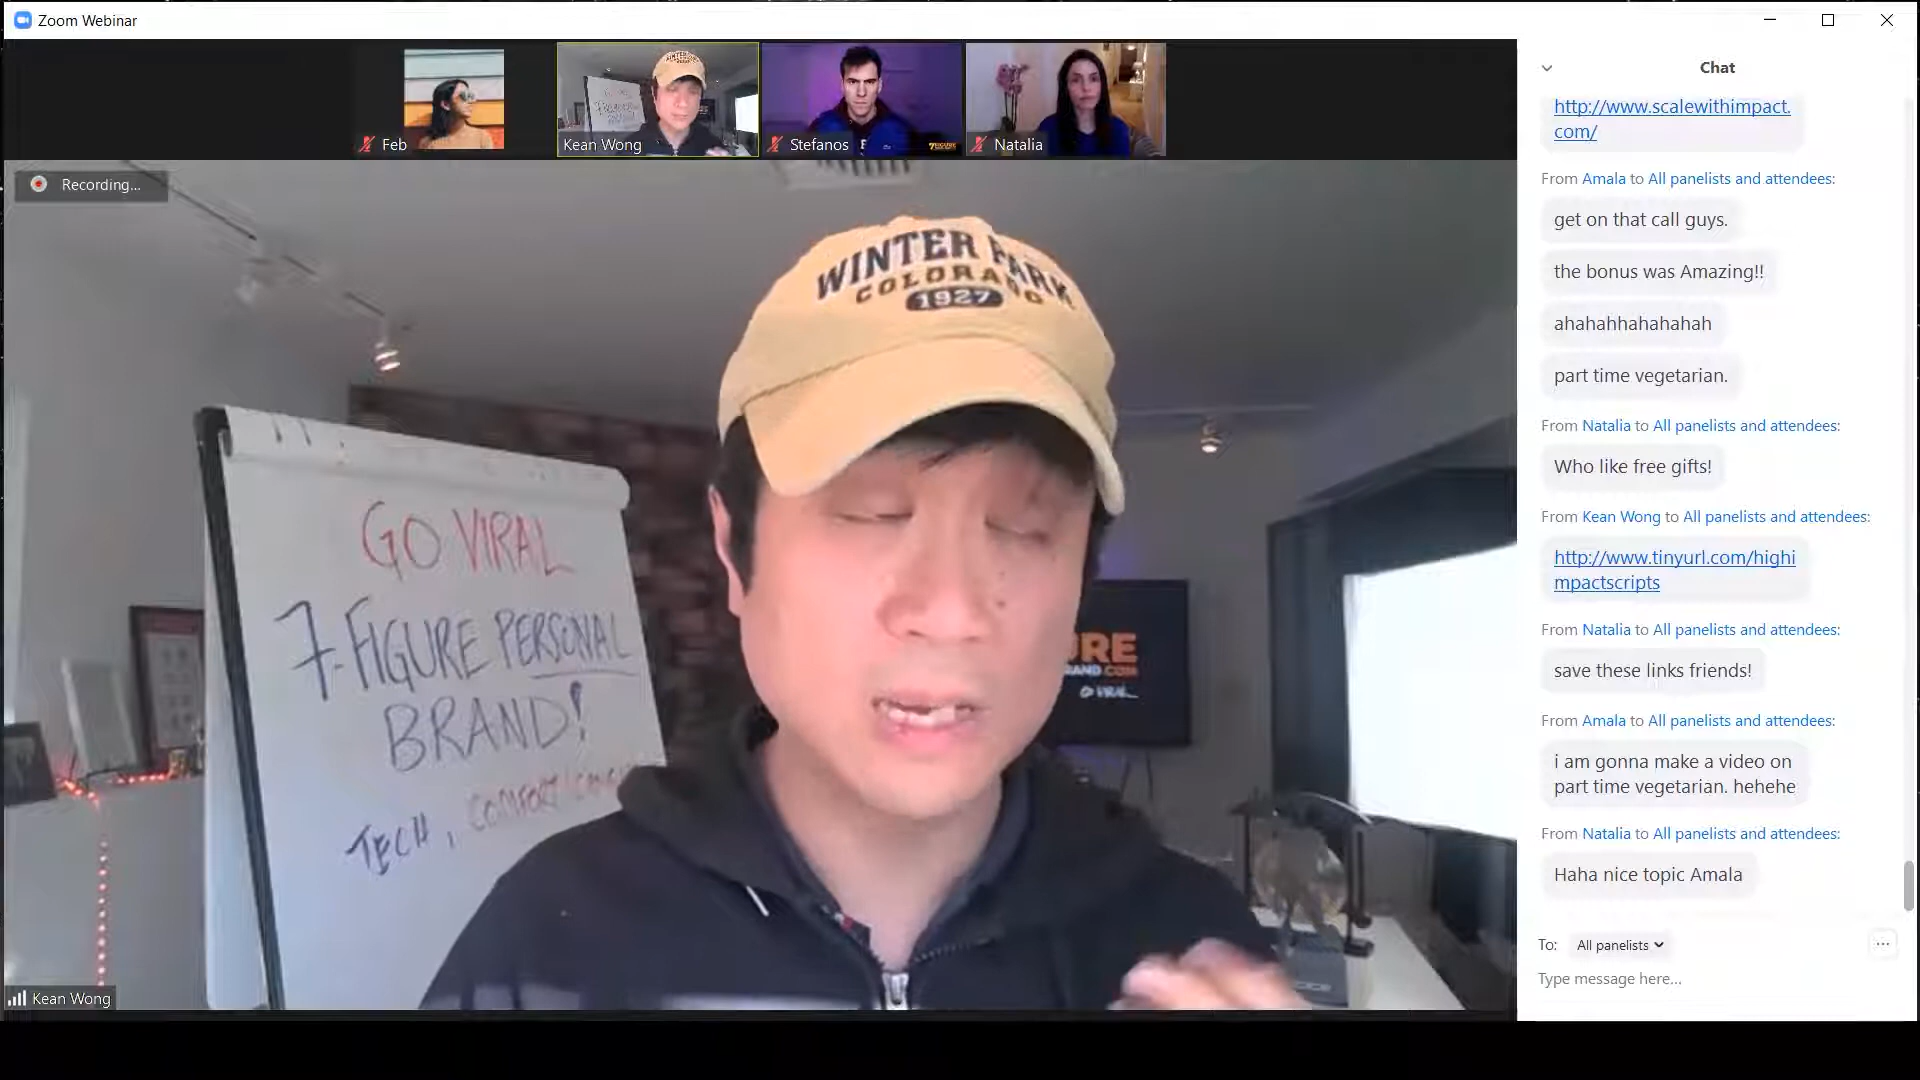 Zoom Webinar
Feb
Kean Wong
Stefanos
Natalia
Recording...
WINTER PARK
COLORADO
1927
GO VIRAL
7-FIGURE PERSONAL
BRAND!
TECH,
Kean Wong
Chat
http://www.scalewithimpact.
com/
From Amala to All panelists and attendees:
get on that call guys.
the bonus was Amazing!!
ahahahhahahahah
part time vegetarian.
From Natalia to All panelists and attendees:
Who like free gifts!
From Kean Wong to All panelists and attendees:
http://www.tinyurl.com/highi
mpactscripts
From Natalia to All panelists and attendees:
save these links friends!
From Amala to All panelists and attendees:
i am gonna make a video on
part time vegetarian. hehehe
From Natalia to All panelists and attendees:
Haha nice topic Amala
To: All panelists
Type message here...